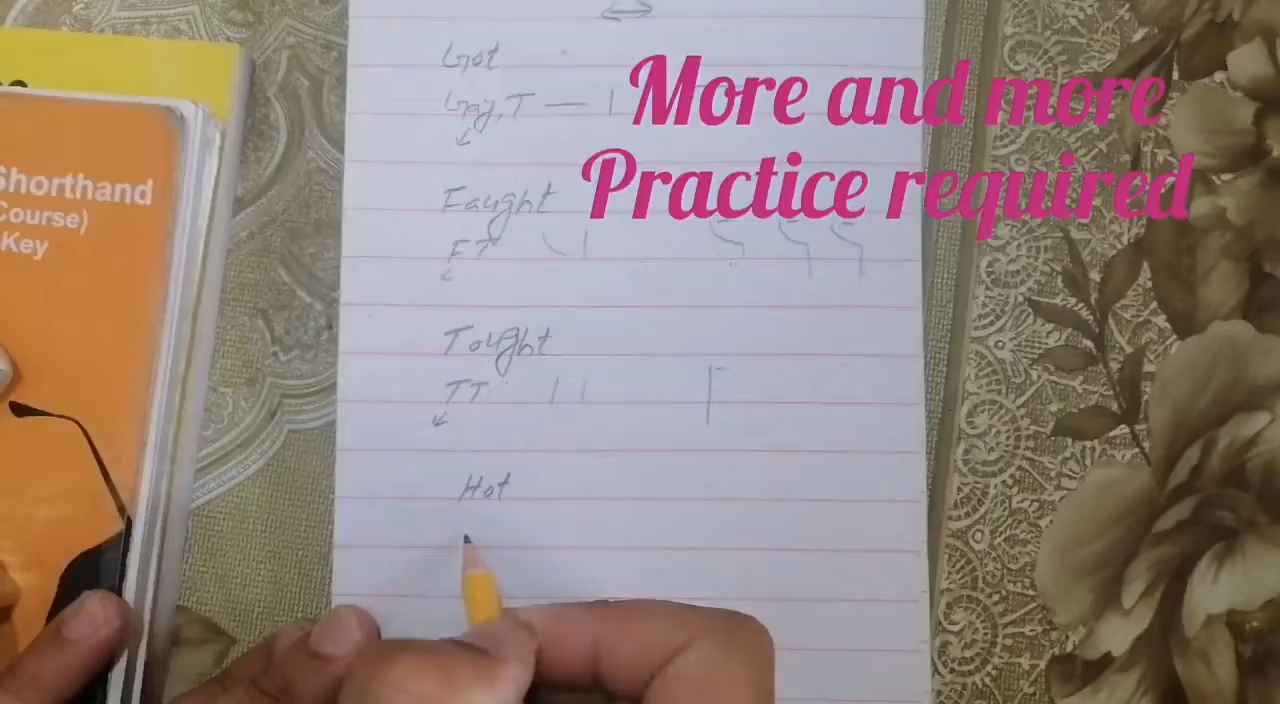 Shorthand
Course)
Key
More and more
Practice required
Got
Gay, T — |
Faught
FT \ |
Tought
TT | |
Hot